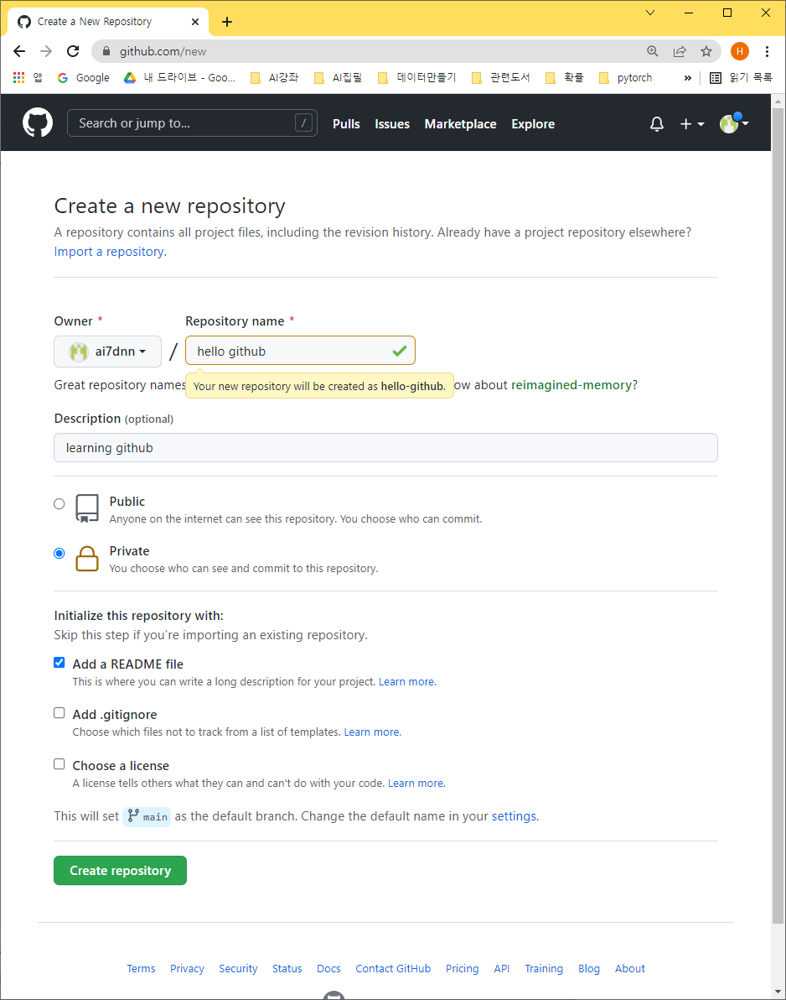 Create a New Repository
github.com/new
H
앱 Google 내 드라이브 - Goo... AI강좌 AI집필 데이터만들기 관련도서 확률 pytorch » 읽기 목록
Search or jump to... / Pulls Issues Marketplace Explore
Create a new repository
A repository contains all project files, including the revision history. Already have a project repository elsewhere?
Import a repository.
Owner * Repository name *
ai7dnn / hello github
Great repository names
Your new repository will be created as hello-github.
ow about reimagined-memory?
Description (optional)
learning github
Public
Anyone on the internet can see this repository. You choose who can commit.
Private
You choose who can see and commit to this repository.
Initialize this repository with:
Skip this step if you’re importing an existing repository.
Add a README file
This is where you can write a long description for your project. Learn more.
Add .gitignore
Choose which files not to track from a list of templates. Learn more.
Choose a license
A license tells others what they can and can't do with your code. Learn more.
This will set main as the default branch. Change the default name in your settings.
Create repository
Terms Privacy Security Status Docs Contact GitHub Pricing API Training Blog About